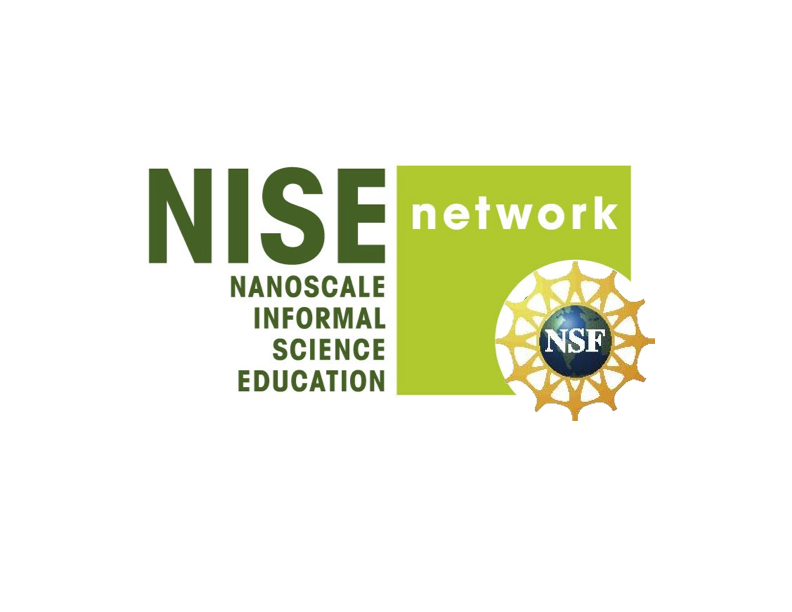 NISE
network
NANOSCALE
INFORMAL
SCIENCE
EDUCATION
NSF